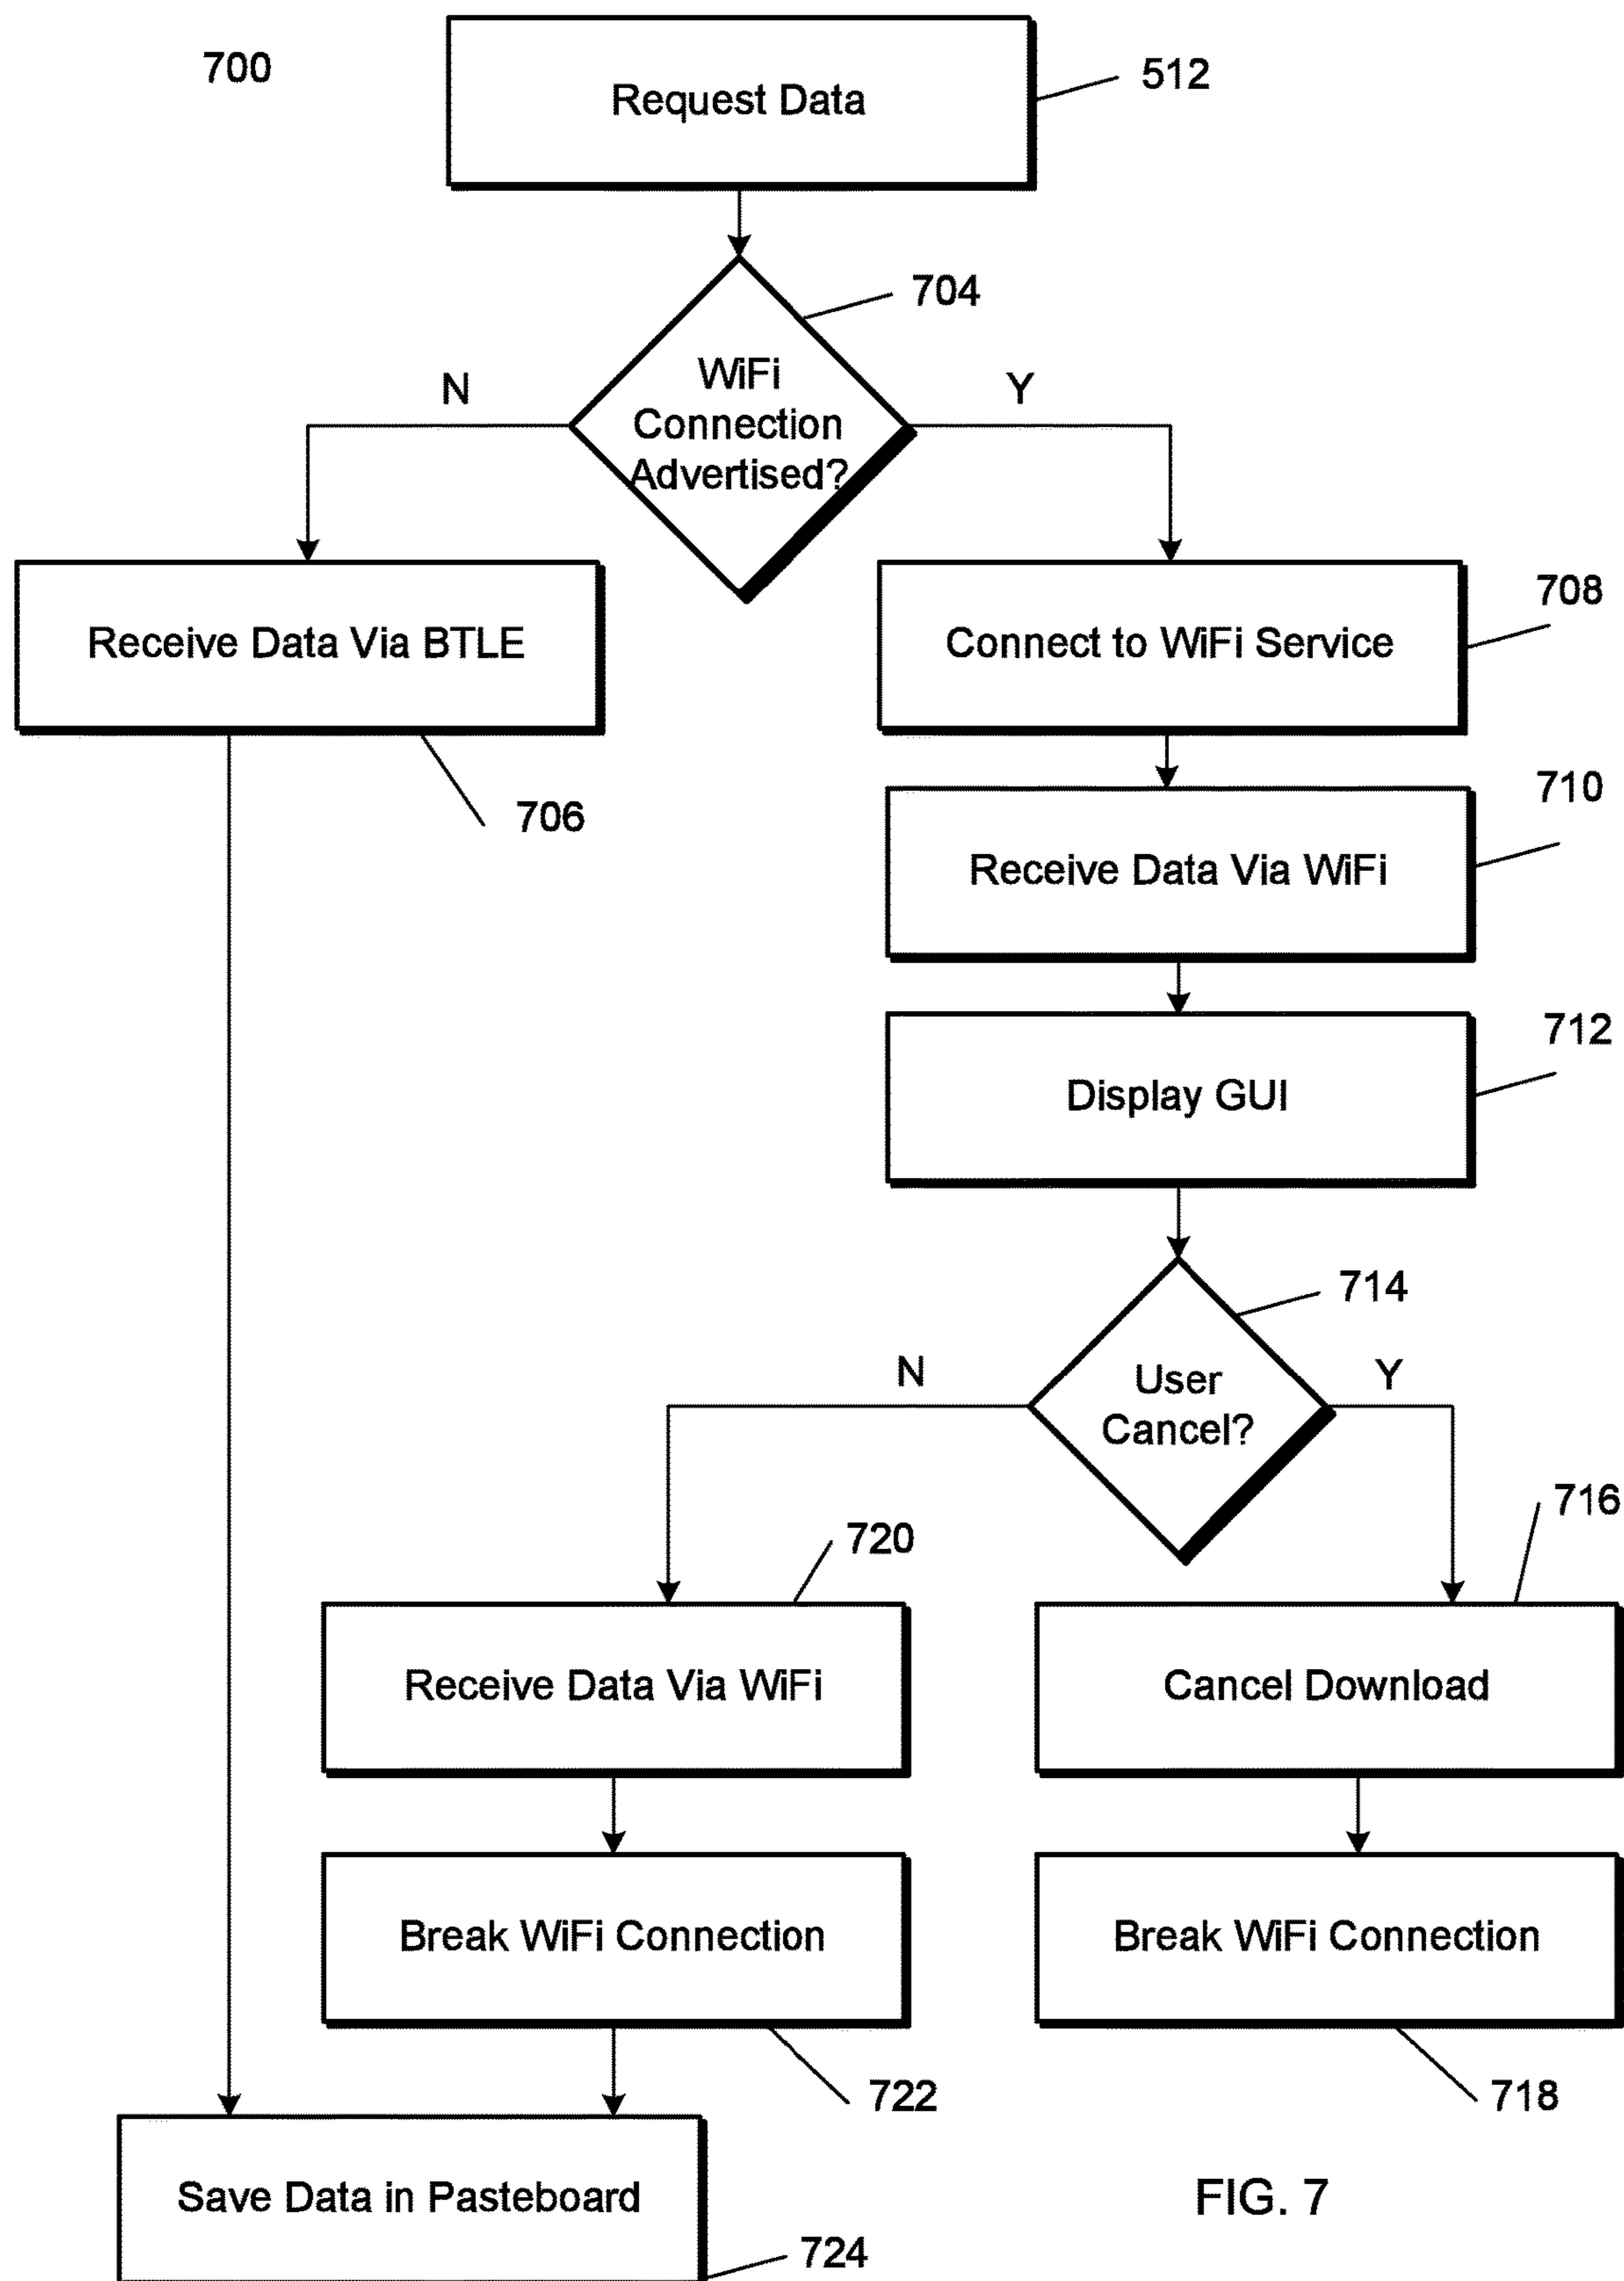 700
Request Data
512
704
WiFi
Connection
Advertised?
N
Y
Receive Data Via BTLE
706
Connect to WiFi Service
708
710
Receive Data Via WiFi
712
Display GUI
714
User
Cancel?
N
Y
720
716
Receive Data Via WiFi
Cancel Download
Break WiFi Connection
Break WiFi Connection
722
718
Save Data in Pasteboard
724
FIG. 7